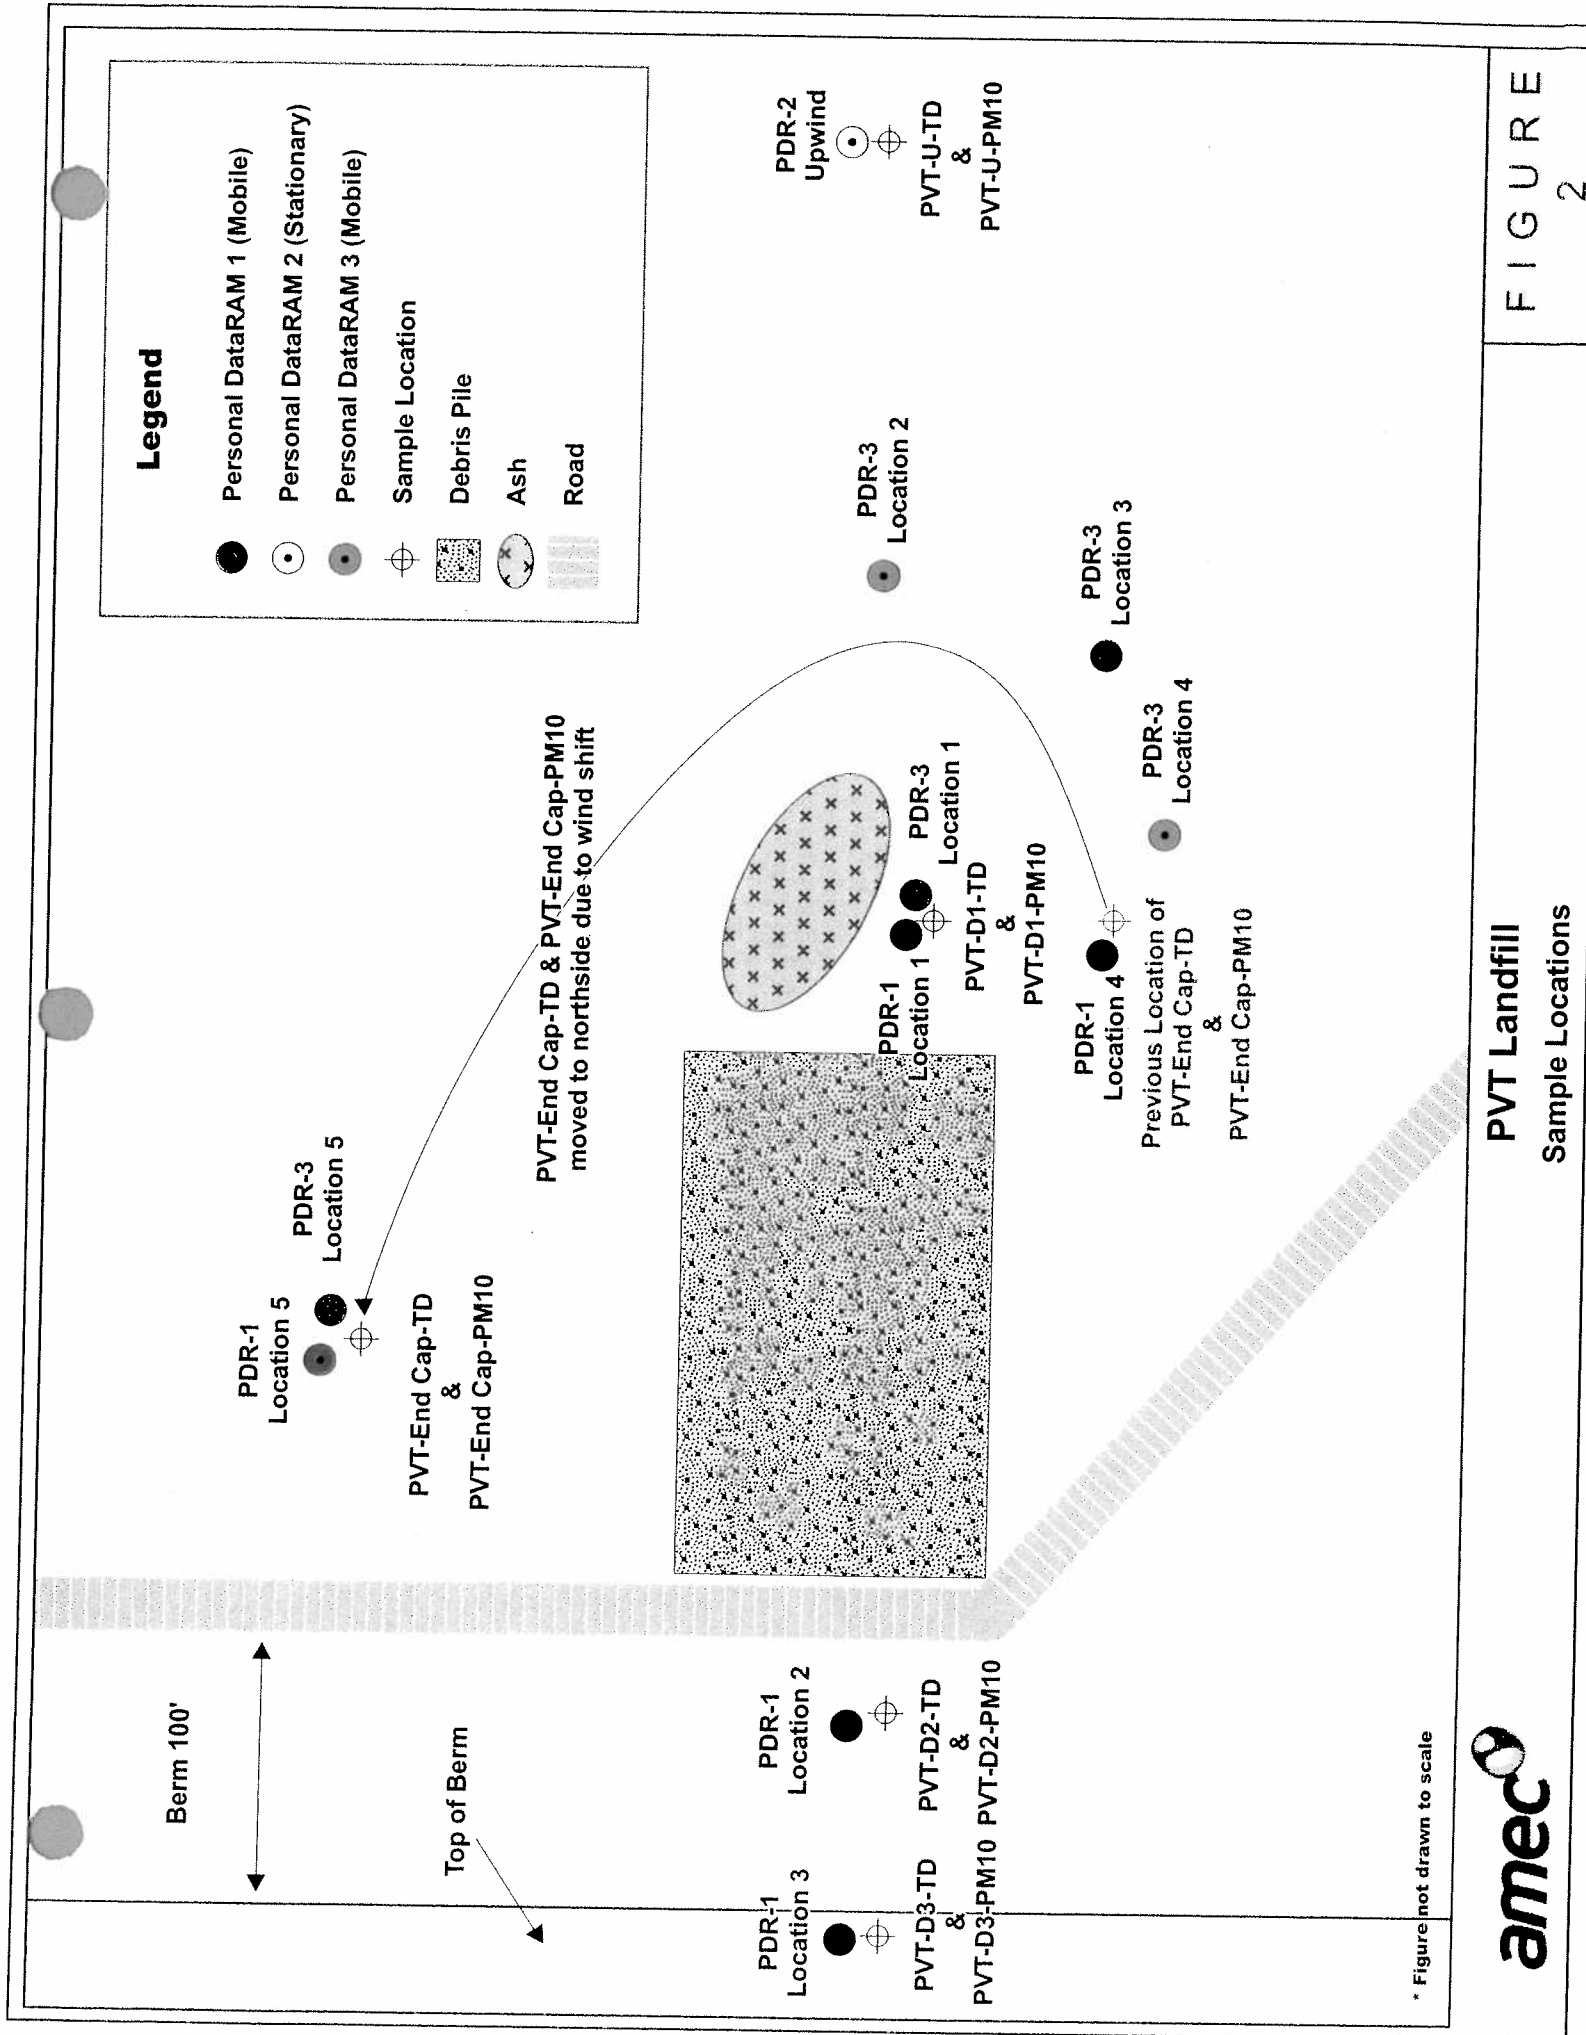 Legend
Personal DataRAM 1 (Mobile)
Personal DataRAM 2 (Stationary)
Personal DataRAM 3 (Mobile)
Sample Location
Debris Pile
Ash
Road
Berm 100'
Top of Berm
PDR-1
Location 5
PDR-3
Location 5
PVT-End Cap-TD
&
PVT-End Cap-PM10
PVT-End Cap-TD & PVT-End Cap-PM10
moved to northside due to wind shift
PDR-2
Upwind
PVT-U-TD
&
PVT-U-PM10
PDR-1
Location 3
PVT-D3-TD
&
PVT-D3-PM10
PDR-1
Location 2
PVT-D2-TD
&
PVT-D2-PM10
PDR-1
Location 1
PDR-3
Location 1
PVT-D1-TD
&
PVT-D1-PM10
PDR-3
Location 2
PDR-3
Location 3
PDR-3
Location 4
PDR-1
Location 4
Previous Location of
PVT-End Cap-TD
&
PVT-End Cap-PM10
* Figure not drawn to scale
amec
PVT Landfill
Sample Locations
FIGURE
2